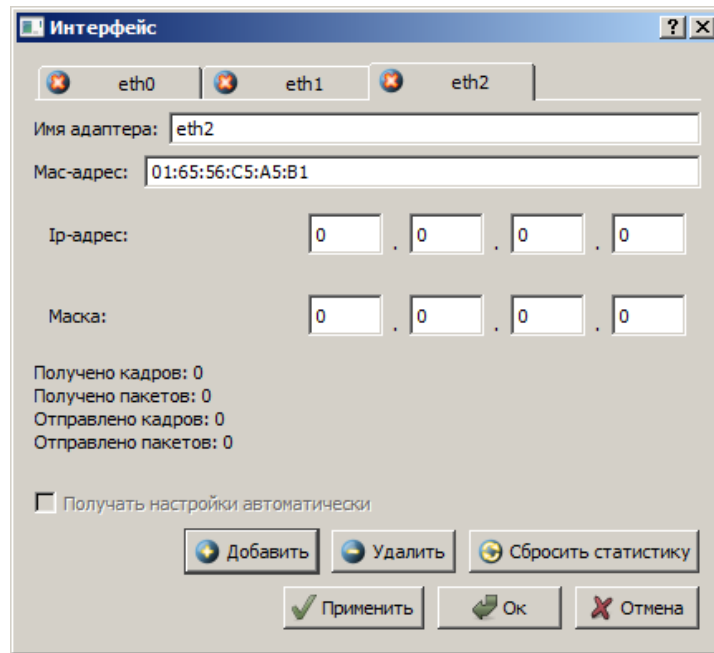 Интерфейс
eth0 eth1 eth2
Имя адаптера: eth2
Mac-адрес: 01:65:56:C5:A5:B1
Ip-адрес: 0 . 0 . 0 . 0
Маска: 0 . 0 . 0 . 0
Получено кадров: 0
Получено пакетов: 0
Отправлено кадров: 0
Отправлено пакетов: 0
Получать настройки автоматически
Добавить Удалить Сбросить статистику
Применить Ок Отмена